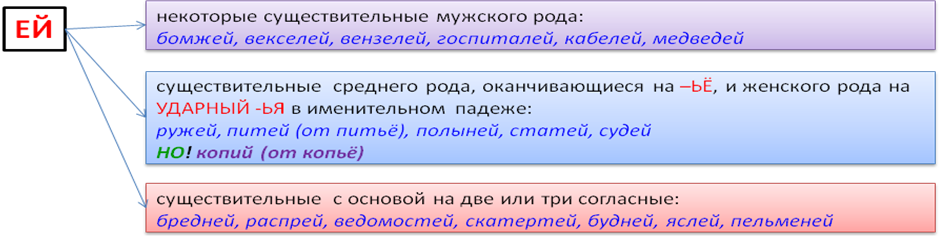 ЕЙ
некоторые существительные мужского рода:
бомжей, векселей, вензелей, госпиталей, кабелей, медведей
существительные среднего рода, оканчивающиеся на –ЬЁ, и женского рода на
УДАРНЫЙ -ЬЯ в именительном падеже:
ружей, питей (от питьё), полыней, статей, судей
НО! копий (от копьё)
существительные с основой на две или три согласные:
бредней, распрей, ведомостей, скатертей, будней, яслей, пельменей